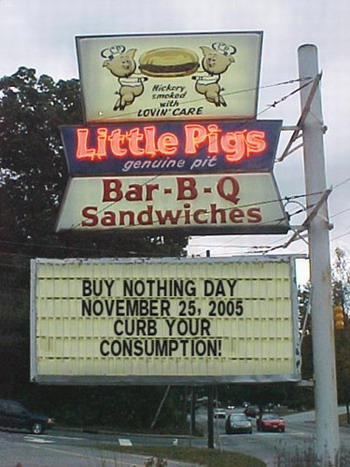 Hickory
smoked
with
LOVIN' CARE
Little Pigs
genuine pit
Bar-B-Q
Sandwiches
BUY NOTHING DAY
NOVEMBER 25, 2005
CURB YOUR
CONSUMPTION!